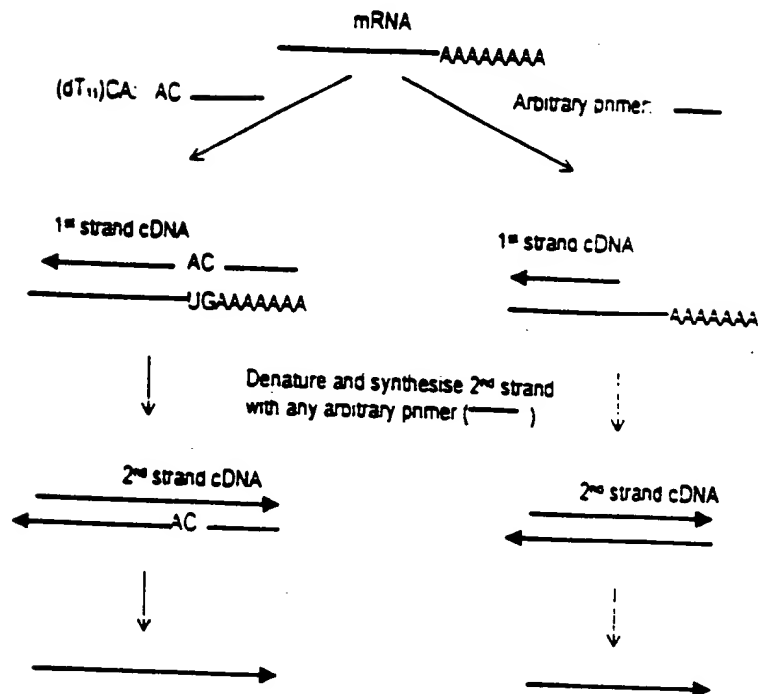 mRNA
AAAAAAAA
(dT₁₁)CA: AC
Arbitrary primer:
1st strand cDNA
AC
UGAAAAAAA
1st strand cDNA
AAAAAAA
Denature and synthesise 2nd strand
with any arbitrary primer ( )
2nd strand cDNA
AC
2nd strand cDNA